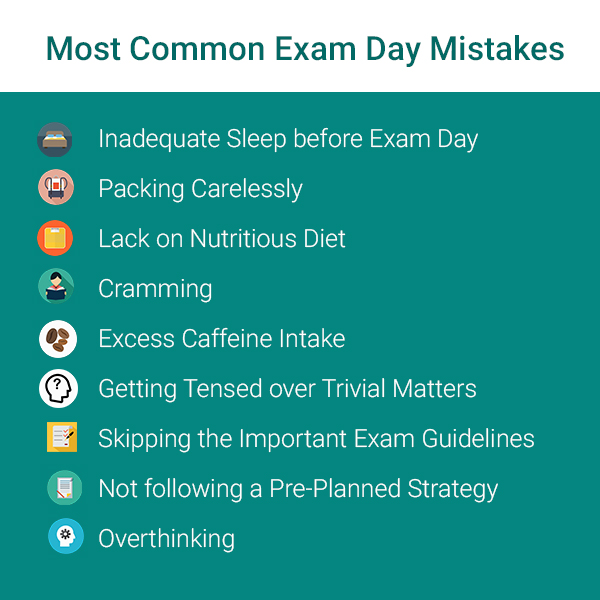 Most Common Exam Day Mistakes
Inadequate Sleep before Exam Day
Packing Carelessly
Lack on Nutritious Diet
Cramming
Excess Caffeine Intake
Getting Tensed over Trivial Matters
Skipping the Important Exam Guidelines
Not following a Pre-Planned Strategy
Overthinking